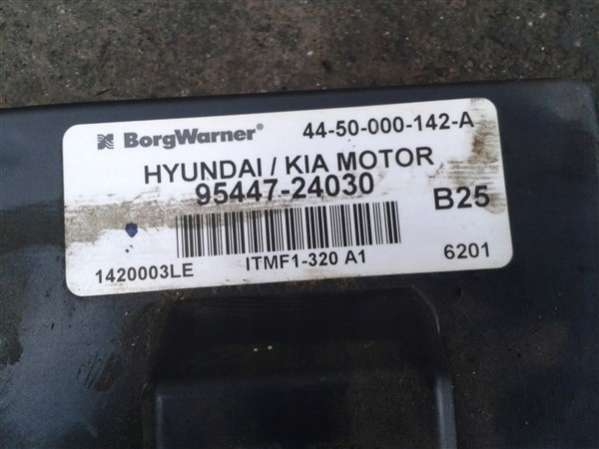 BorgWarner® 44-50-000-142-A
HYUNDAI / KIA MOTOR
95447-24030
B25
1420003LE ITMF1-320 A1 6201